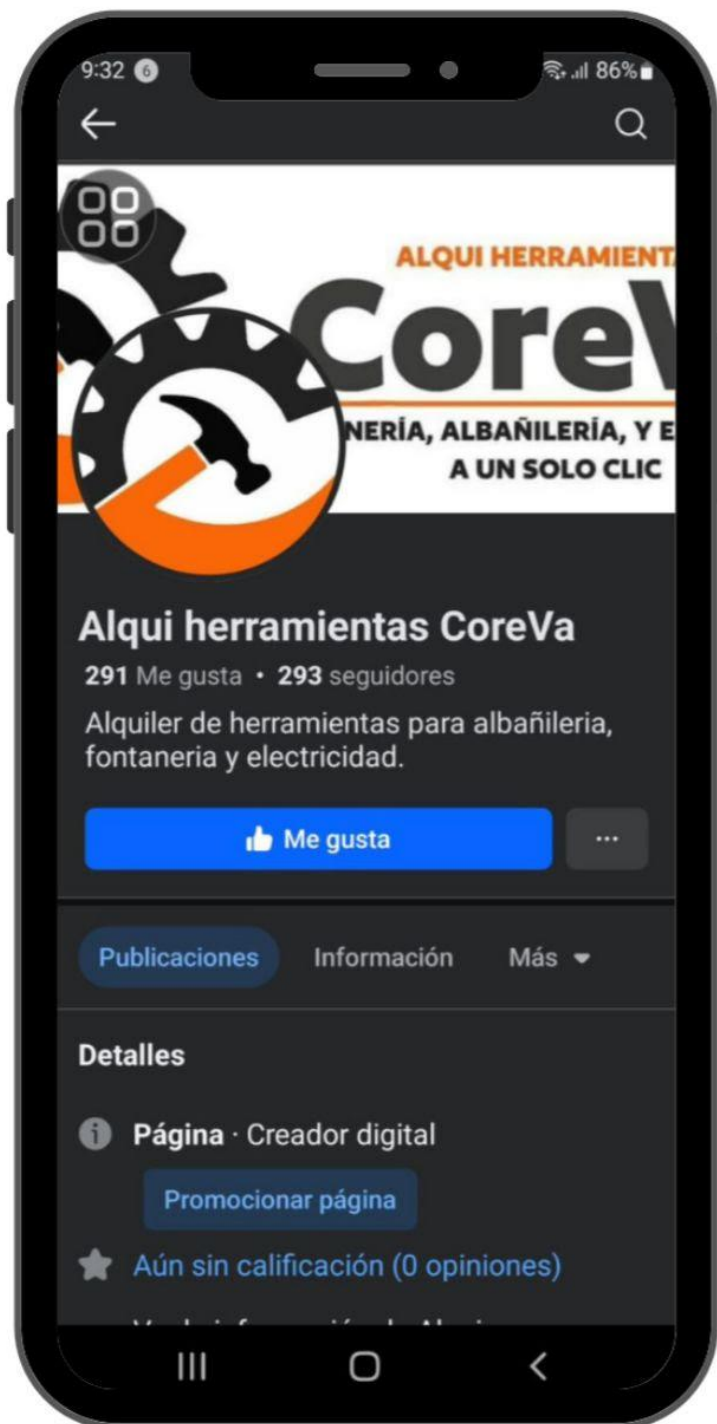 9:32 6 86%
ALQUI HERRAMIENTA
CoreV
NERÍA, ALBAÑILERÍA, Y E
A UN SOLO CLIC
Alqui herramientas CoreVa
291 Me gusta • 293 seguidores
Alquiler de herramientas para albañileria,
fontaneria y electricidad.
Me gusta
Publicaciones Información Más
Detalles
Página · Creador digital
Promocionar página
Aún sin calificación (0 opiniones)